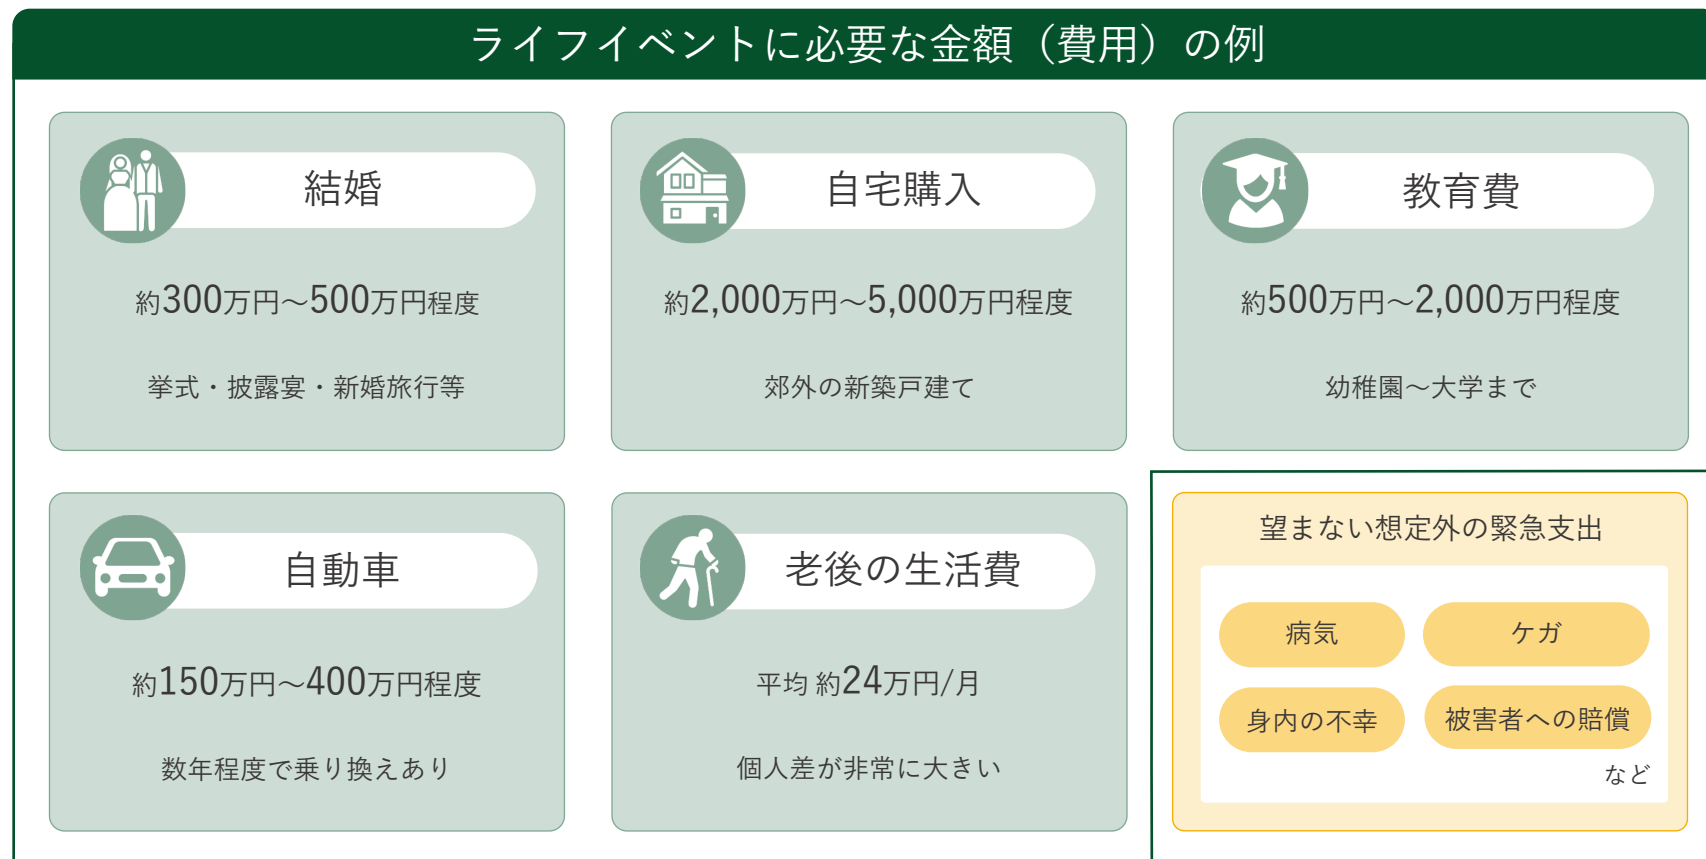 ライフイベントに必要な金額（費用）の例
結婚
約300万円～500万円程度
挙式・披露宴・新婚旅行等
自宅購入
約2,000万円～5,000万円程度
郊外の新築戸建て
教育費
約500万円～2,000万円程度
幼稚園～大学まで
自動車
約150万円～400万円程度
数年程度で乗り換えあり
老後の生活費
平均 約24万円/月
個人差が非常に大きい
望まない想定外の緊急支出
病気
ケガ
身内の不幸
被害者への賠償
など